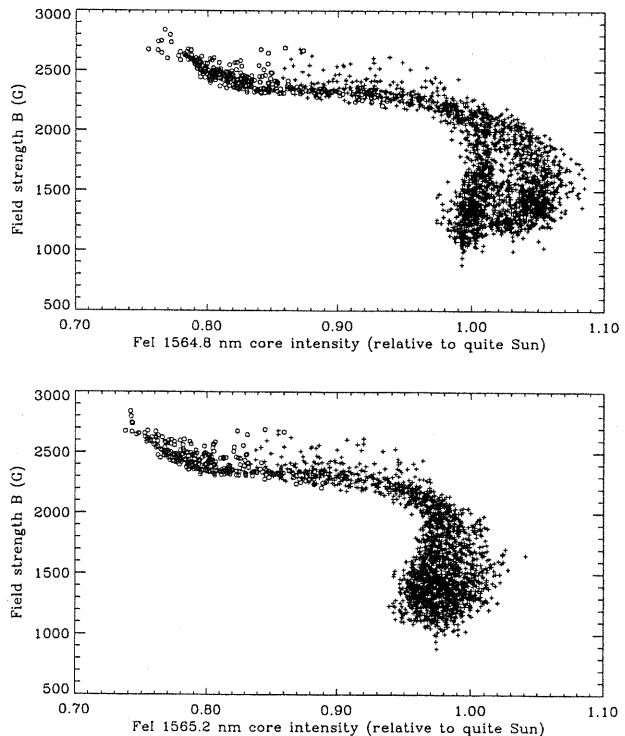 3000
2500
2000
1500
1000
500
Field strength B (G)
0.70 0.80 0.90 1.00 1.10
FeI 1564.8 nm core intensity (relative to quite Sun)
3000
2500
2000
1500
1000
500
Field strength B (G)
0.70 0.80 0.90 1.00 1.10
FeI 1565.2 nm core intensity (relative to quite Sun)